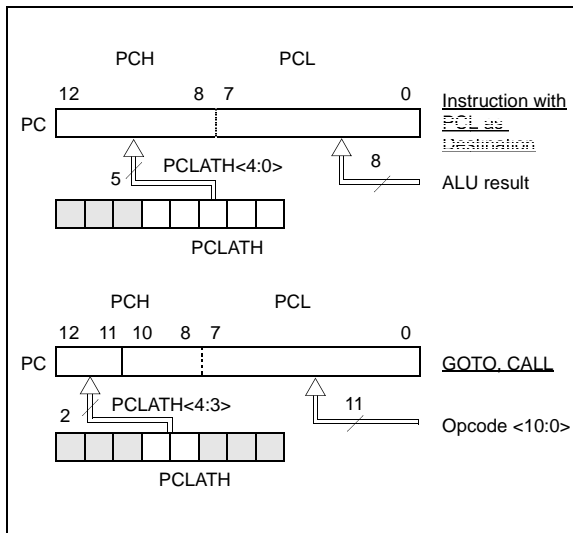 PCH PCL
12 8 7 0
PC
Instruction with
PCL as
Destination
5 PCLATH<4:0> 8
ALU result
PCLATH
PCH PCL
12 11 10 8 7 0
PC
GOTO, CALL
2 PCLATH<4:3> 11
Opcode <10:0>
PCLATH